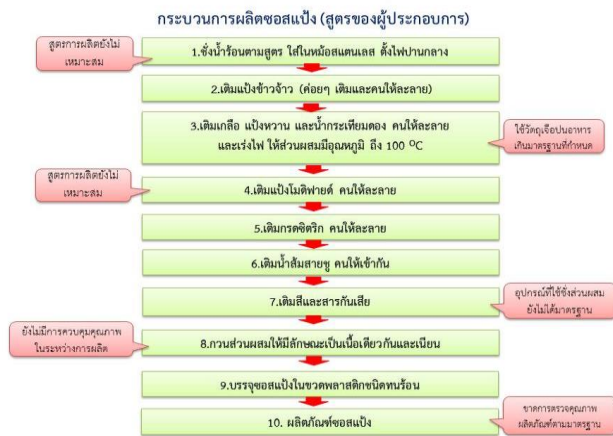 กระบวนการผลิตซอสแป้ง (สูตรของผู้ประกอบการ)
สูตรการผลิตยังไม่
เหมาะสม
1.ชั่งน้ำร้อนตามสูตร ใส่ในหม้อสแตนเลส ตั้งไฟปานกลาง
2.เติมแป้งข้าวจ้าว (ค่อยๆ เติมและคนให้ละลาย)
3.เติมเกลือ แป้งหวาน และน้ำกระเทียมดอง คนให้ละลาย
และเร่งไฟ ให้ส่วนผสมมีอุณหภูมิ ถึง 100 ⁰C
ใช้วัตถุเจือปนอาหาร
เกินมาตรฐานที่กำหนด
สูตรการผลิตยังไม่
เหมาะสม
4.เติมแป้งโมดิฟายด์ คนให้ละลาย
5.เติมกรดซิตริก คนให้ละลาย
6.เติมน้ำส้มสายชู คนให้เข้ากัน
7.เติมสีและสารกันเสีย
อุปกรณ์ที่ใช้ชั่งส่วนผสม
ยังไม่ได้มาตรฐาน
ยังไม่มีการควบคุมคุณภาพ
ในระหว่างการผลิต
8.กวนส่วนผสมให้มีลักษณะเป็นเนื้อเดียวกันและเนียน
9.บรรจุซอสแป้งในขวดพลาสติกชนิดทนร้อน
10. ผลิตภัณฑ์ซอสแป้ง
ขาดการตรวจคุณภาพ
ผลิตภัณฑ์ตามมาตรฐาน